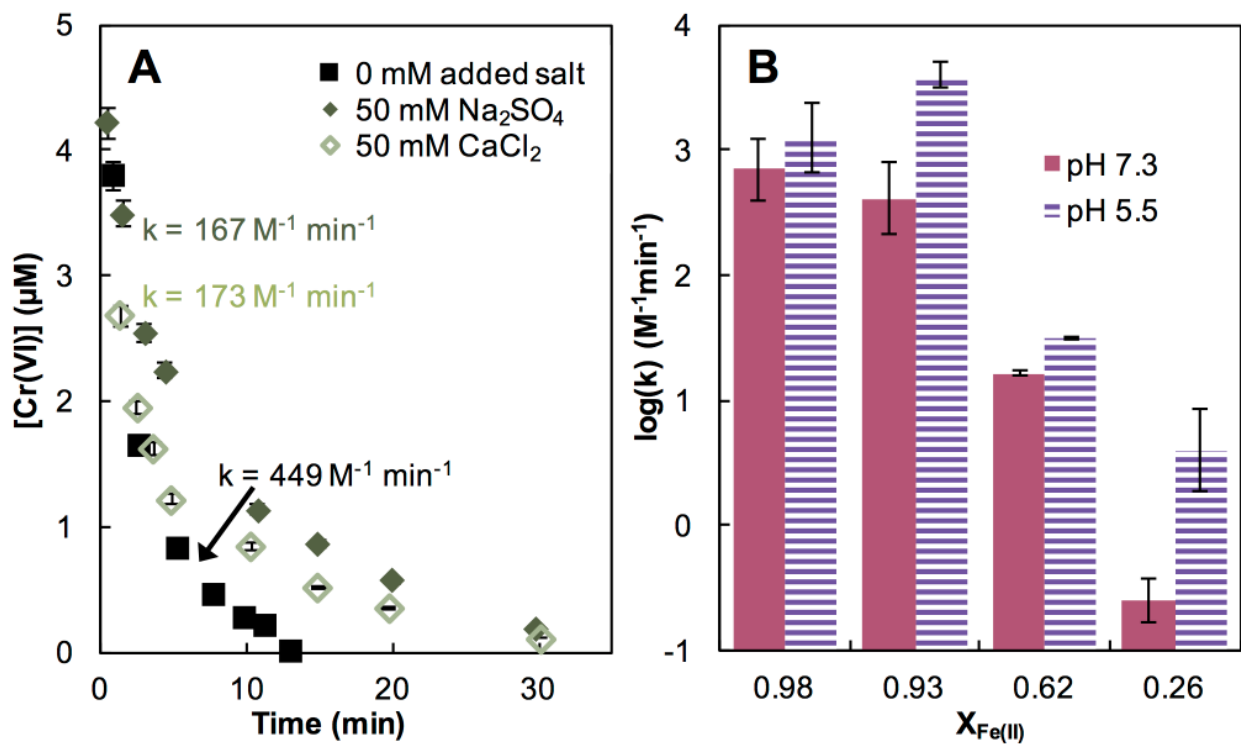 A
0 mM added salt
50 mM Na₂SO₄
50 mM CaCl₂
k = 167 M⁻¹ min⁻¹
k = 173 M⁻¹ min⁻¹
k = 449 M⁻¹ min⁻¹
[Cr(VI)] (µM)
5
4
3
2
1
0
0
10
20
30
Time (min)
B
pH 7.3
pH 5.5
log(k) (M⁻¹min⁻¹)
4
3
2
1
0
-1
0.98
0.93
0.62
0.26
X_Fe(II)